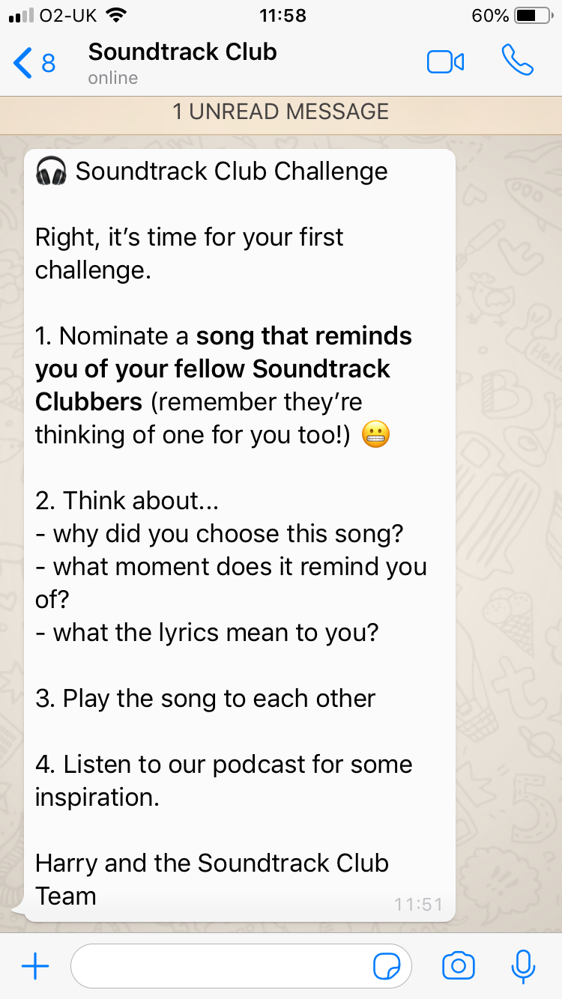 O2-UK 11:58 60%
8 Soundtrack Club
online
1 UNREAD MESSAGE
🎧 Soundtrack Club Challenge
Right, it’s time for your first
challenge.
1. Nominate a song that reminds
you of your fellow Soundtrack
Clubbers (remember they’re
thinking of one for you too!) 😬
2. Think about...
- why did you choose this song?
- what moment does it remind you
of?
- what the lyrics mean to you?
3. Play the song to each other
4. Listen to our podcast for some
inspiration.
Harry and the Soundtrack Club
Team
11:51